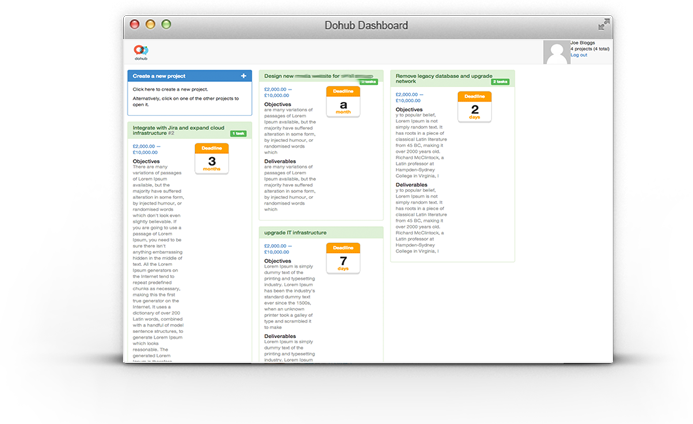 Dohub Dashboard
dohub
Joe Bloggs
4 projects (4 total)
Log out
Create a new project +
Click here to create a new project.
Alternatively, click on one of the other projects to
open it.
Integrate with Jira and expand cloud
infrastructure #2
1 task
£2,000.00 —
£10,000.00
Deadline
3
months
Objectives
There are many
variations of passages
of Lorem Ipsum
available, but the
majority have suffered
alteration in some form,
by injected humour, or
randomised words
which don't look even
slightly believable. If
you are going to use a
passage of Lorem
Ipsum, you need to be
sure there isn't
anything embarrassing
hidden in the middle of
text. All the Lorem
Ipsum generators on
the Internet tend to
repeat predefined
chunks as necessary,
making this the first
true generator on the
Internet. It uses a
dictionary of over 200
Latin words, combined
with a handful of model
sentence structures, to
generate Lorem Ipsum
which looks
reasonable. The
generated Lorem
Ipsum is therefore
Design new media website for
tasks
£2,000.00 —
£10,000.00
Deadline
a
month
Objectives
are many variations of
passages of Lorem
Ipsum available, but the
majority have suffered
alteration in some form,
by injected humour, or
randomised words
which
Deliverables
are many variations of
passages of Lorem
Ipsum available, but the
majority have suffered
alteration in some form,
by injected humour, or
randomised words
which
upgrade IT infrastructure
£2,000.00 —
£10,000.00
Deadline
7
days
Objectives
Lorem Ipsum is simply
dummy text of the
printing and typesetting
industry. Lorem Ipsum
has been the industry's
standard dummy text
ever since the 1500s,
when an unknown
printer took a galley of
type and scrambled it
to make
Deliverables
Lorem Ipsum is simply
dummy text of the
printing and typesetting
industry. Lorem Ipsum
Remove legacy database and upgrade
network
tasks
£2,000.00 —
£10,000.00
Deadline
2
days
Objectives
y to popular belief,
Lorem Ipsum is not
simply random text. It
has roots in a piece of
classical Latin literature
from 45 BC, making it
over 2000 years old.
Richard McClintock, a
Latin professor at
Hampden-Sydney
College in Virginia, l
Deliverables
y to popular belief,
Lorem Ipsum is not
simply random text. It
has roots in a piece of
classical Latin literature
from 45 BC, making it
over 2000 years old.
Richard McClintock, a
Latin professor at
Hampden-Sydney
College in Virginia, l